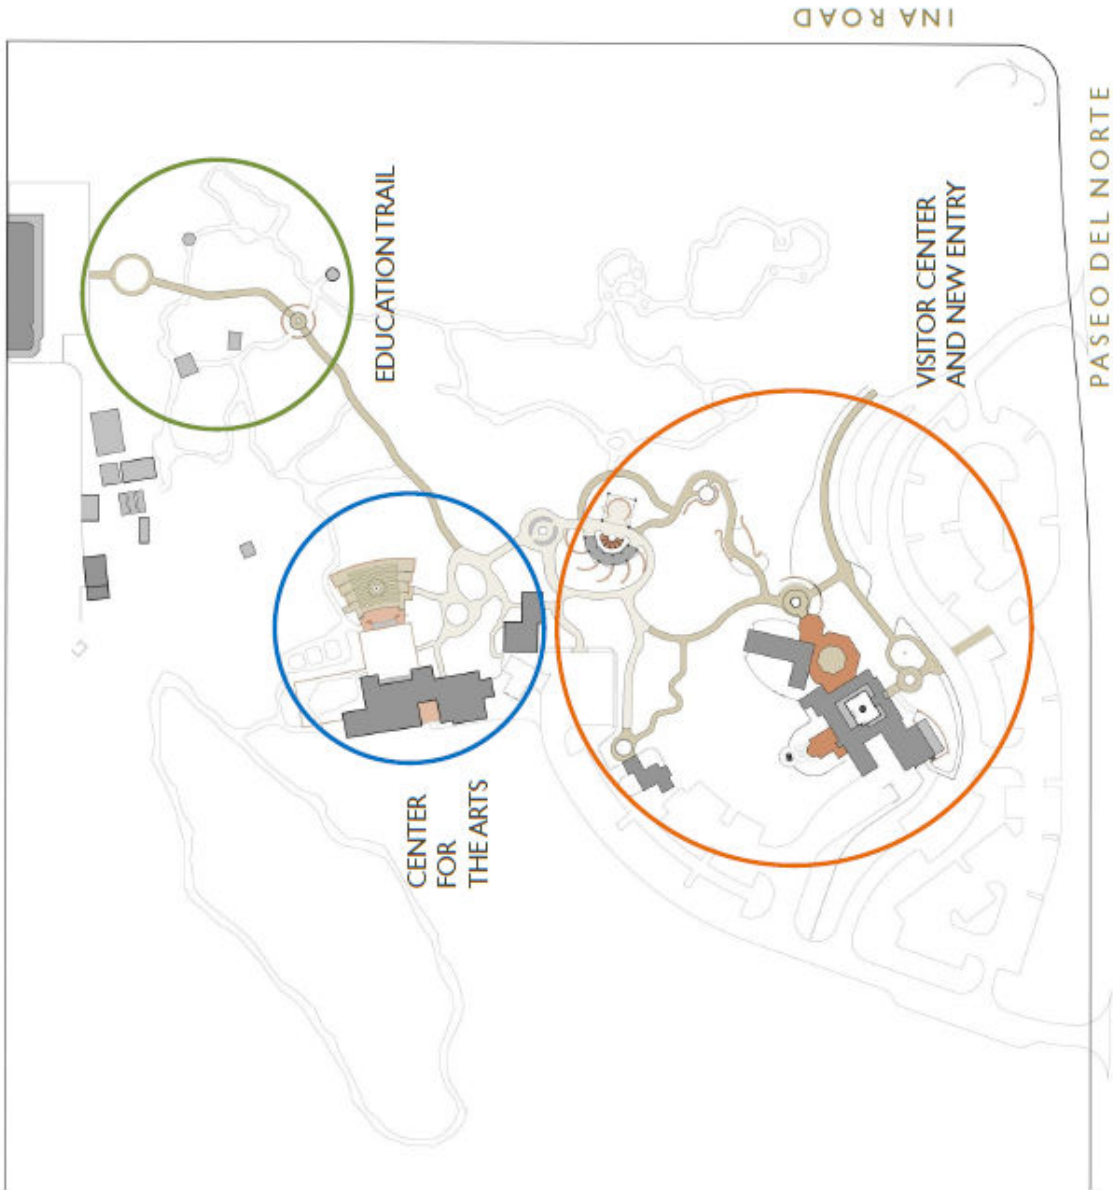 INA ROAD
PASEO DEL NORTE
EDUCATION TRAIL
VISITOR CENTER
AND NEW ENTRY
CENTER
FOR
THE ARTS